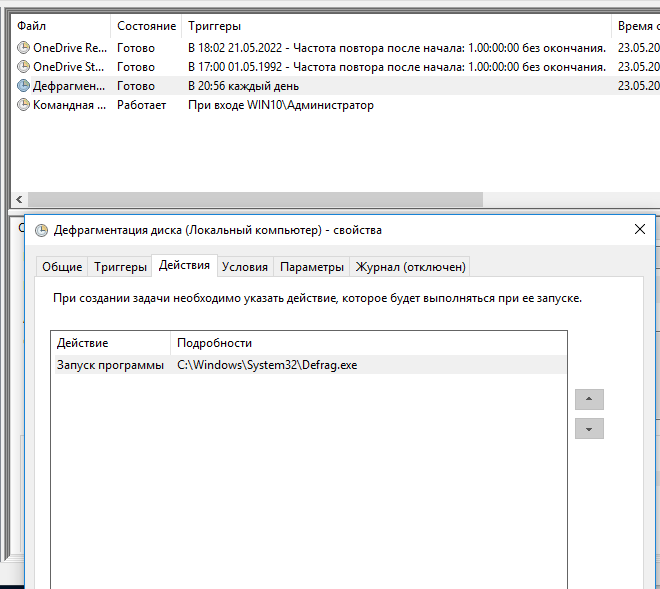 Файл Состояние Триггеры Время с
OneDrive Re... Готово В 18:02 21.05.2022 - Частота повтора после начала: 1.00:00:00 без окончания. 23.05.20
OneDrive St... Готово В 17:00 01.05.1992 - Частота повтора после начала: 1.00:00:00 без окончания. 23.05.20
Дефрагмен... Готово В 20:56 каждый день 23.05.20
Командная ... Работает При входе WIN10\Администратор
Дефрагментация диска (Локальный компьютер) - свойства
Общие Триггеры Действия Условия Параметры Журнал (отключен)
При создании задачи необходимо указать действие, которое будет выполняться при ее запуске.
Действие Подробности
Запуск программы C:\Windows\System32\Defrag.exe